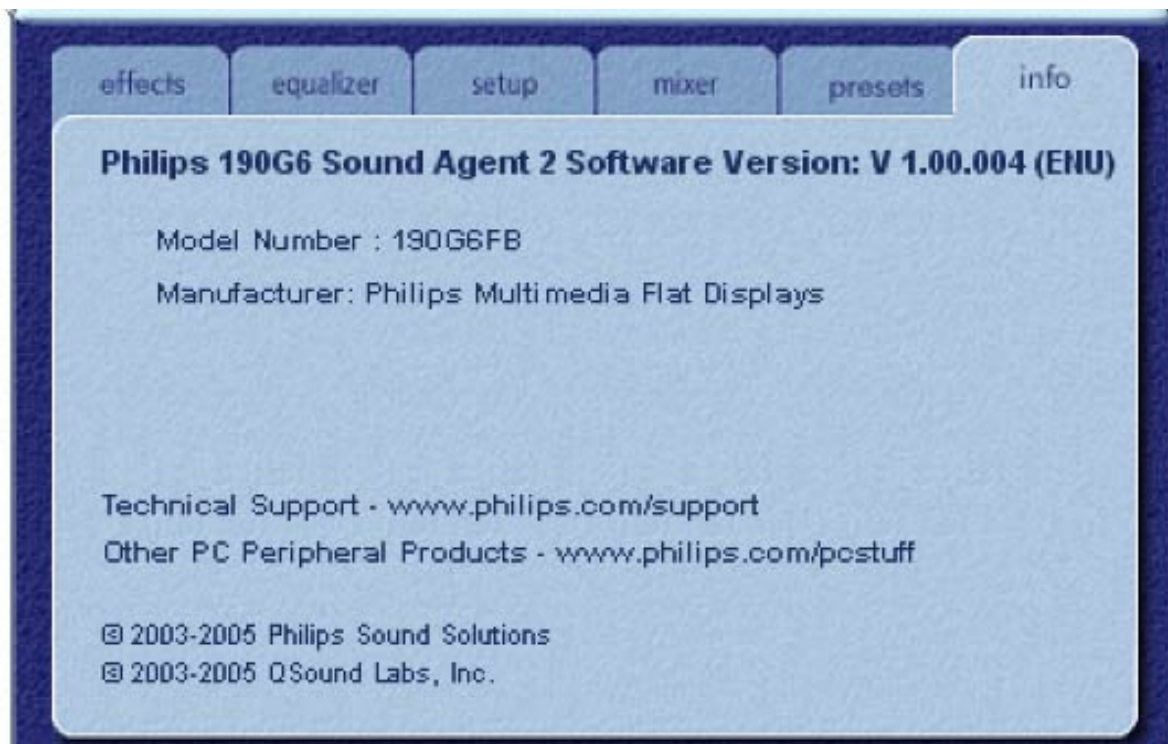 effects equalizer setup mixer presets info
Philips 190G6 Sound Agent 2 Software Version: V 1.00.004 (ENU)
Model Number : 190G6FB
Manufacturer: Philips Multimedia Flat Displays
Technical Support - www.philips.com/support
Other PC Peripheral Products - www.philips.com/pcstuff
© 2003-2005 Philips Sound Solutions
© 2003-2005 QSound Labs, Inc.